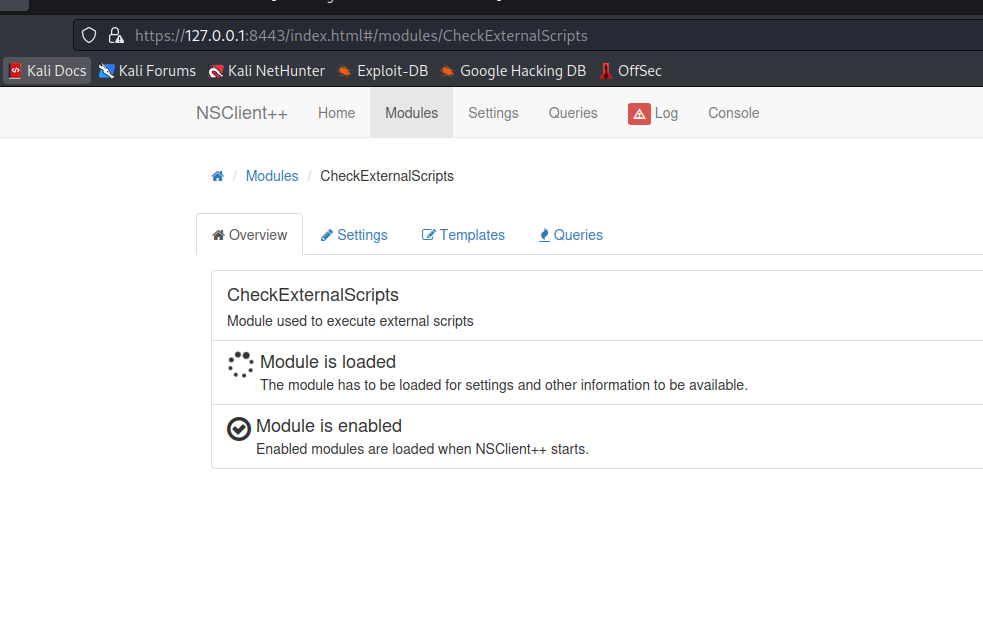 https://127.0.0.1:8443/index.html#/modules/CheckExternalScripts
Kali Docs Kali Forums Kali NetHunter Exploit-DB Google Hacking DB OffSec
NSClient++ Home Modules Settings Queries Log Console
/ Modules / CheckExternalScripts
Overview Settings Templates Queries
CheckExternalScripts
Module used to execute external scripts
Module is loaded
The module has to be loaded for settings and other information to be available.
Module is enabled
Enabled modules are loaded when NSClient++ starts.